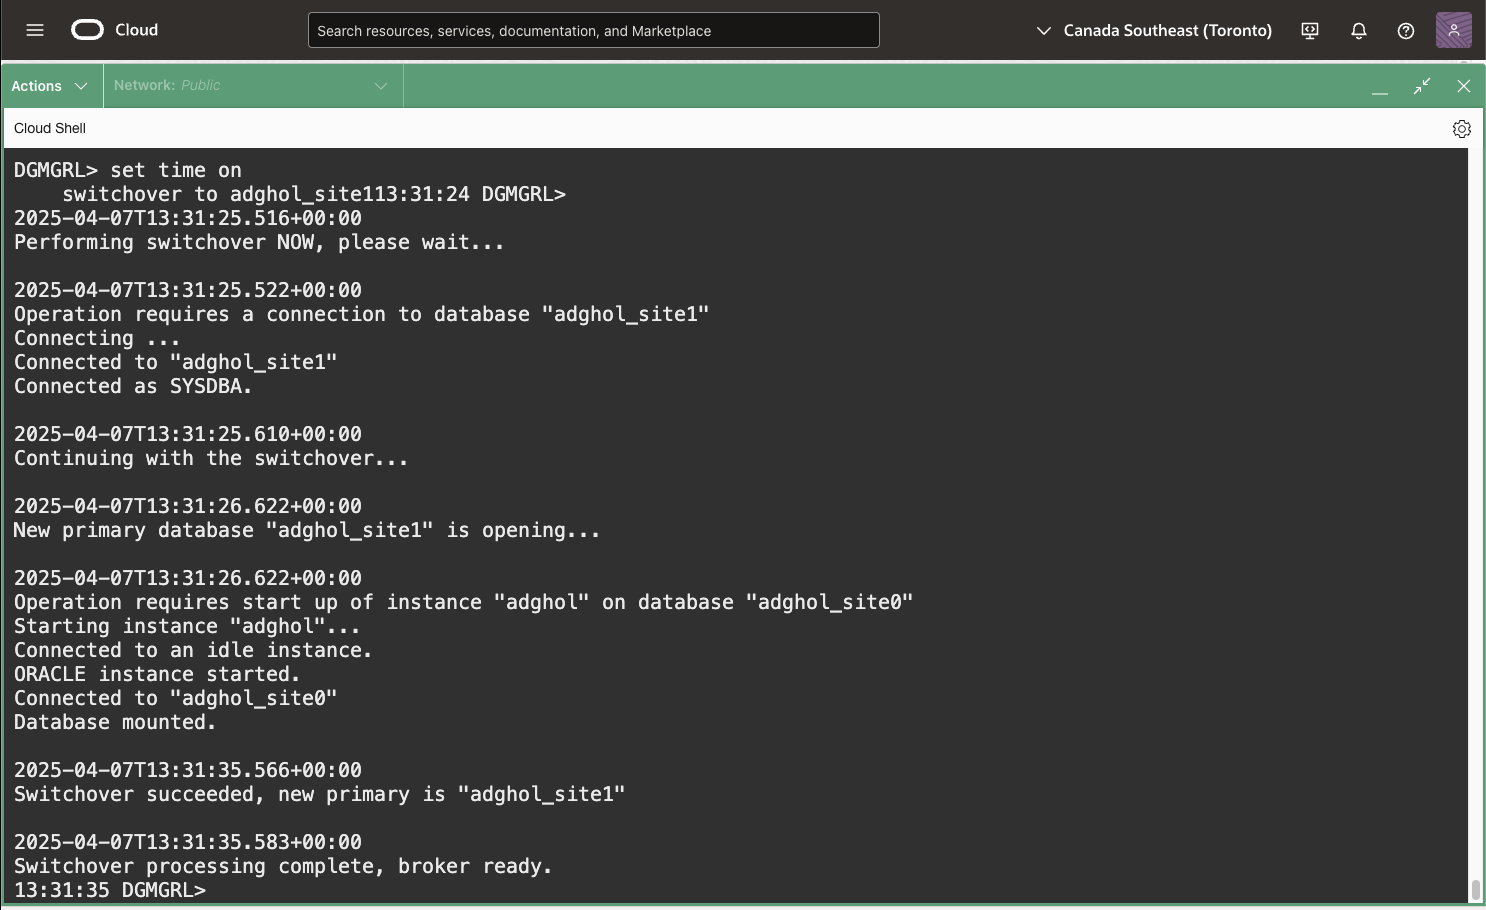 Cloud
Search resources, services, documentation, and Marketplace
Canada Southeast (Toronto)
Actions
Network: Public
Cloud Shell
DGMGRL> set time on
    switchover to adghol_site113:31:24 DGMGRL>
2025-04-07T13:31:25.516+00:00
Performing switchover NOW, please wait...

2025-04-07T13:31:25.522+00:00
Operation requires a connection to database "adghol_site1"
Connecting ...
Connected to "adghol_site1"
Connected as SYSDBA.

2025-04-07T13:31:25.610+00:00
Continuing with the switchover...

2025-04-07T13:31:26.622+00:00
New primary database "adghol_site1" is opening...

2025-04-07T13:31:26.622+00:00
Operation requires start up of instance "adghol" on database "adghol_site0"
Starting instance "adghol"...
Connected to an idle instance.
ORACLE instance started.
Connected to "adghol_site0"
Database mounted.

2025-04-07T13:31:35.566+00:00
Switchover succeeded, new primary is "adghol_site1"

2025-04-07T13:31:35.583+00:00
Switchover processing complete, broker ready.
13:31:35 DGMGRL>